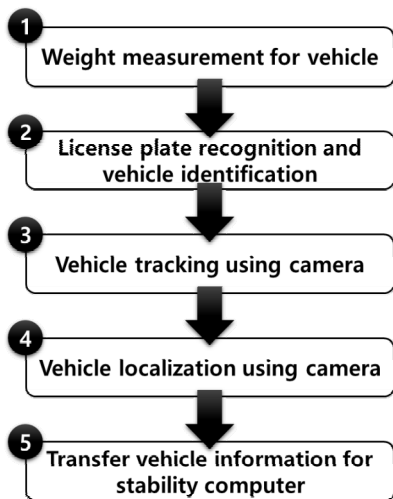 1
Weight measurement for vehicle
2
License plate recognition and
vehicle identification
3
Vehicle tracking using camera
4
Vehicle localization using camera
5
Transfer vehicle information for
stability computer